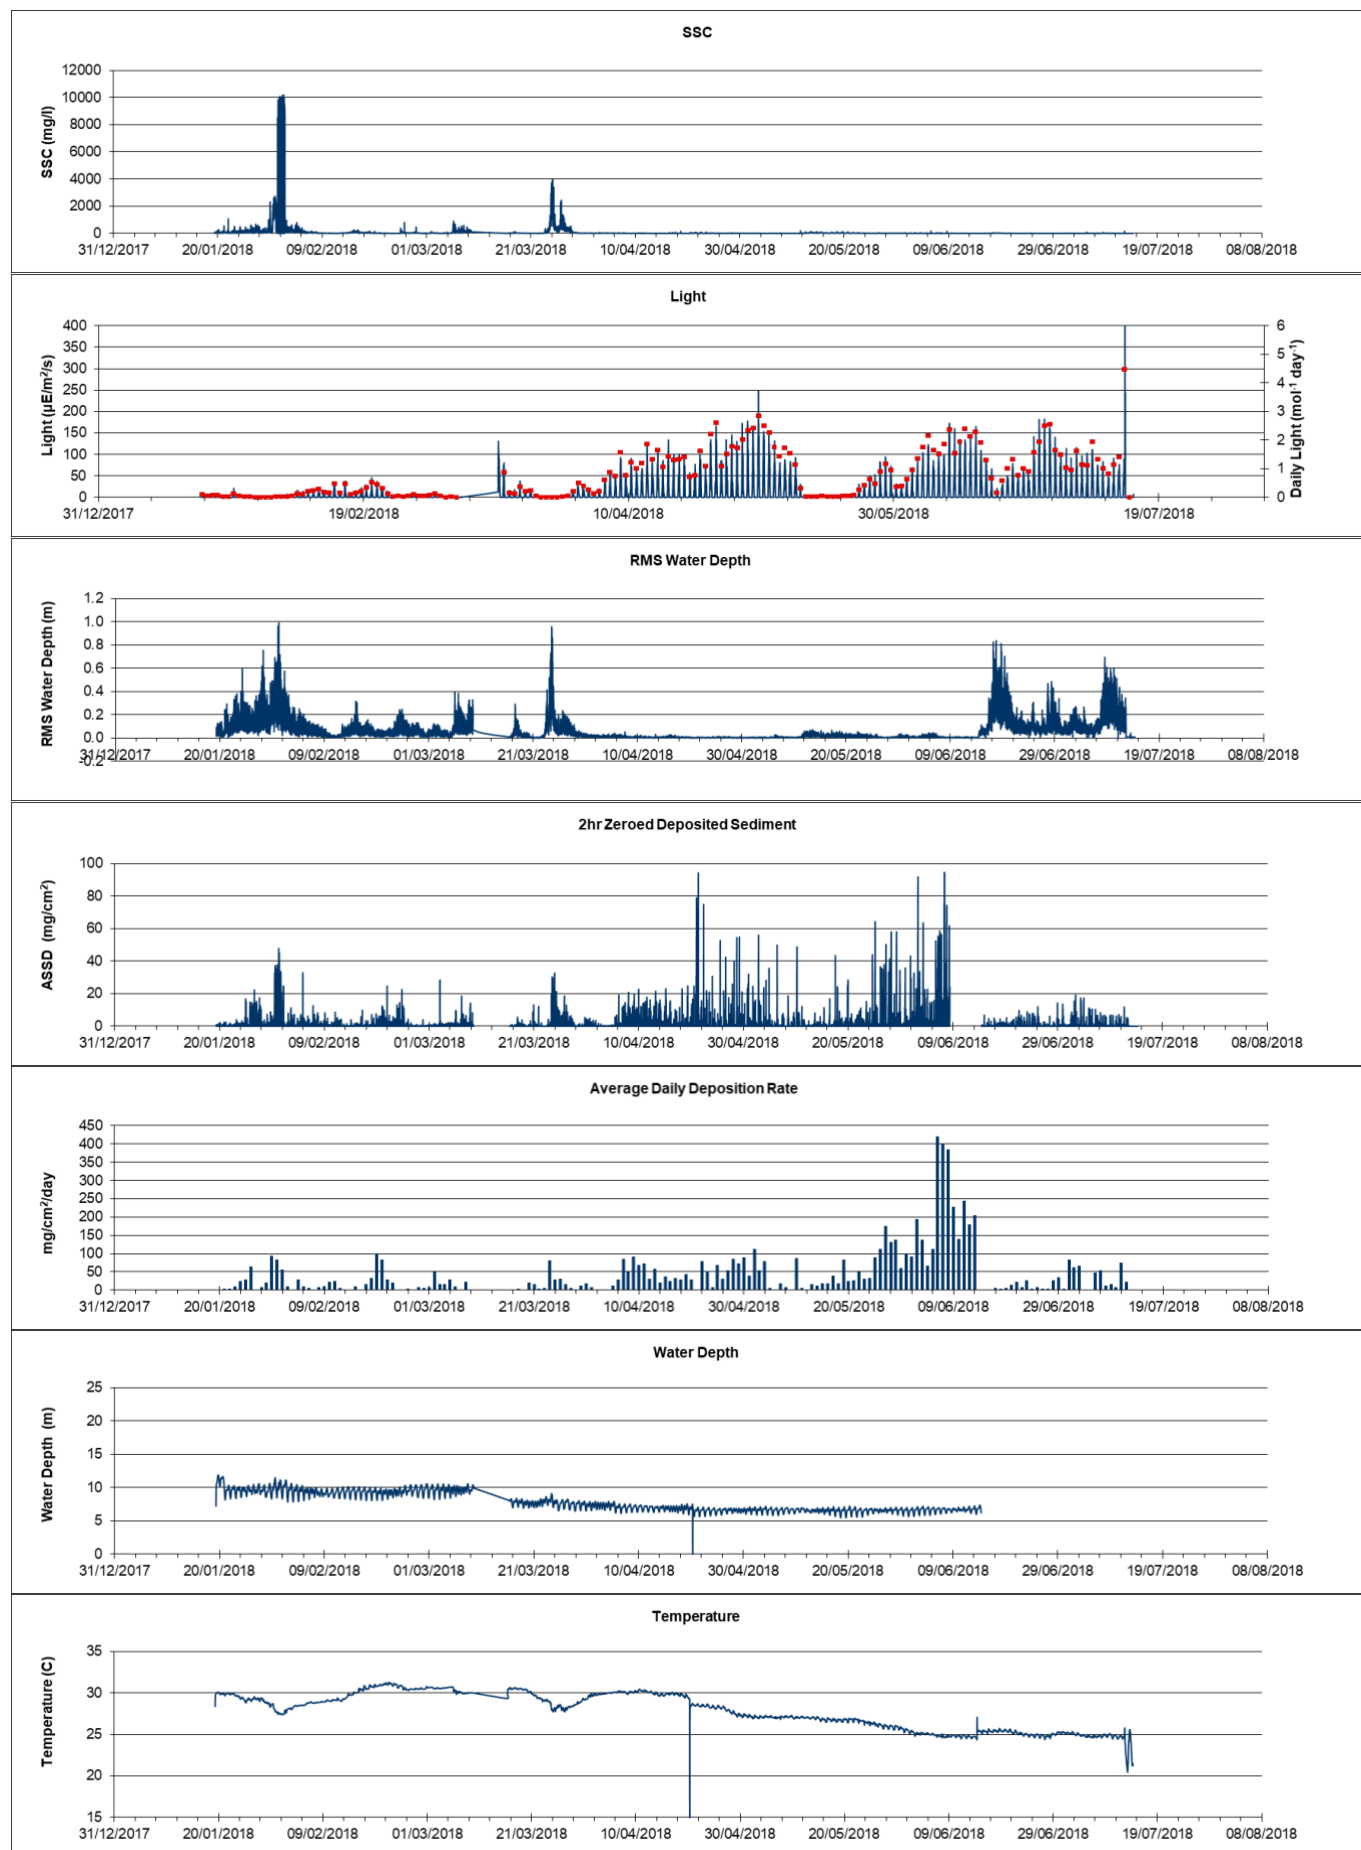 SSC
12000
10000
8000
6000
4000
2000
0
SSC (mg/l)
31/12/2017 20/01/2018 09/02/2018 01/03/2018 21/03/2018 10/04/2018 30/04/2018 20/05/2018 09/06/2018 29/06/2018 19/07/2018 08/08/2018
Light
400
350
300
250
200
150
100
50
0
Light (µE/m²/s)
6
5
4
3
2
1
0
Daily Light (mol⁻¹ day⁻¹)
31/12/2017 19/02/2018 10/04/2018 30/05/2018 19/07/2018
RMS Water Depth
1.2
1.0
0.8
0.6
0.4
0.2
0.0
-0.2
RMS Water Depth (m)
31/12/2017 20/01/2018 09/02/2018 01/03/2018 21/03/2018 10/04/2018 30/04/2018 20/05/2018 09/06/2018 29/06/2018 19/07/2018 08/08/2018
2hr Zeroed Deposited Sediment
100
80
60
40
20
0
ASSD (mg/cm²)
31/12/2017 20/01/2018 09/02/2018 01/03/2018 21/03/2018 10/04/2018 30/04/2018 20/05/2018 09/06/2018 29/06/2018 19/07/2018 08/08/2018
Average Daily Deposition Rate
450
400
350
300
250
200
150
100
50
0
mg/cm²/day
31/12/2017 20/01/2018 09/02/2018 01/03/2018 21/03/2018 10/04/2018 30/04/2018 20/05/2018 09/06/2018 29/06/2018 19/07/2018 08/08/2018
Water Depth
25
20
15
10
5
0
Water Depth (m)
31/12/2017 20/01/2018 09/02/2018 01/03/2018 21/03/2018 10/04/2018 30/04/2018 20/05/2018 09/06/2018 29/06/2018 19/07/2018 08/08/2018
Temperature
35
30
25
20
15
Temperature (C)
31/12/2017 20/01/2018 09/02/2018 01/03/2018 21/03/2018 10/04/2018 30/04/2018 20/05/2018 09/06/2018 29/06/2018 19/07/2018 08/08/2018